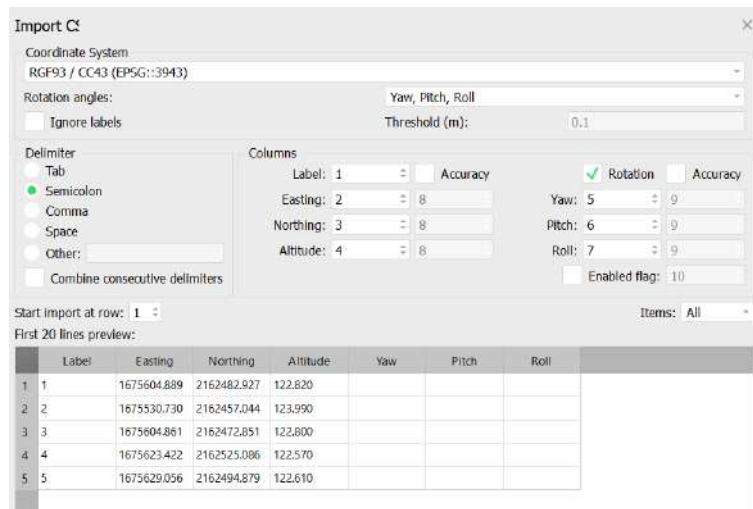 Import CS
Coordinate System
RGF93 / CC43 (EPSG::3943)
Rotation angles: Yaw, Pitch, Roll
Ignore labels Threshold (m): 0.1
Delimiter
Tab
Semicolon
Comma
Space
Other:
Combine consecutive delimiters
Columns
Label: 1 Accuracy Rotation Accuracy
Easting: 2 8 Yaw: 5 9
Northing: 3 8 Pitch: 6 9
Altitude: 4 8 Roll: 7 9
Enabled flag: 10
Start import at row: 1 Items: All
First 20 lines preview:
Label Easting Northing Altitude Yaw Pitch Roll
1 1 1675604.889 2162482.927 122.820
2 2 1675530.730 2162457.044 123.990
3 3 1675604.861 2162472.851 122.800
4 4 1675623.422 2162525.086 122.570
5 5 1675629.056 2162494.879 122.610